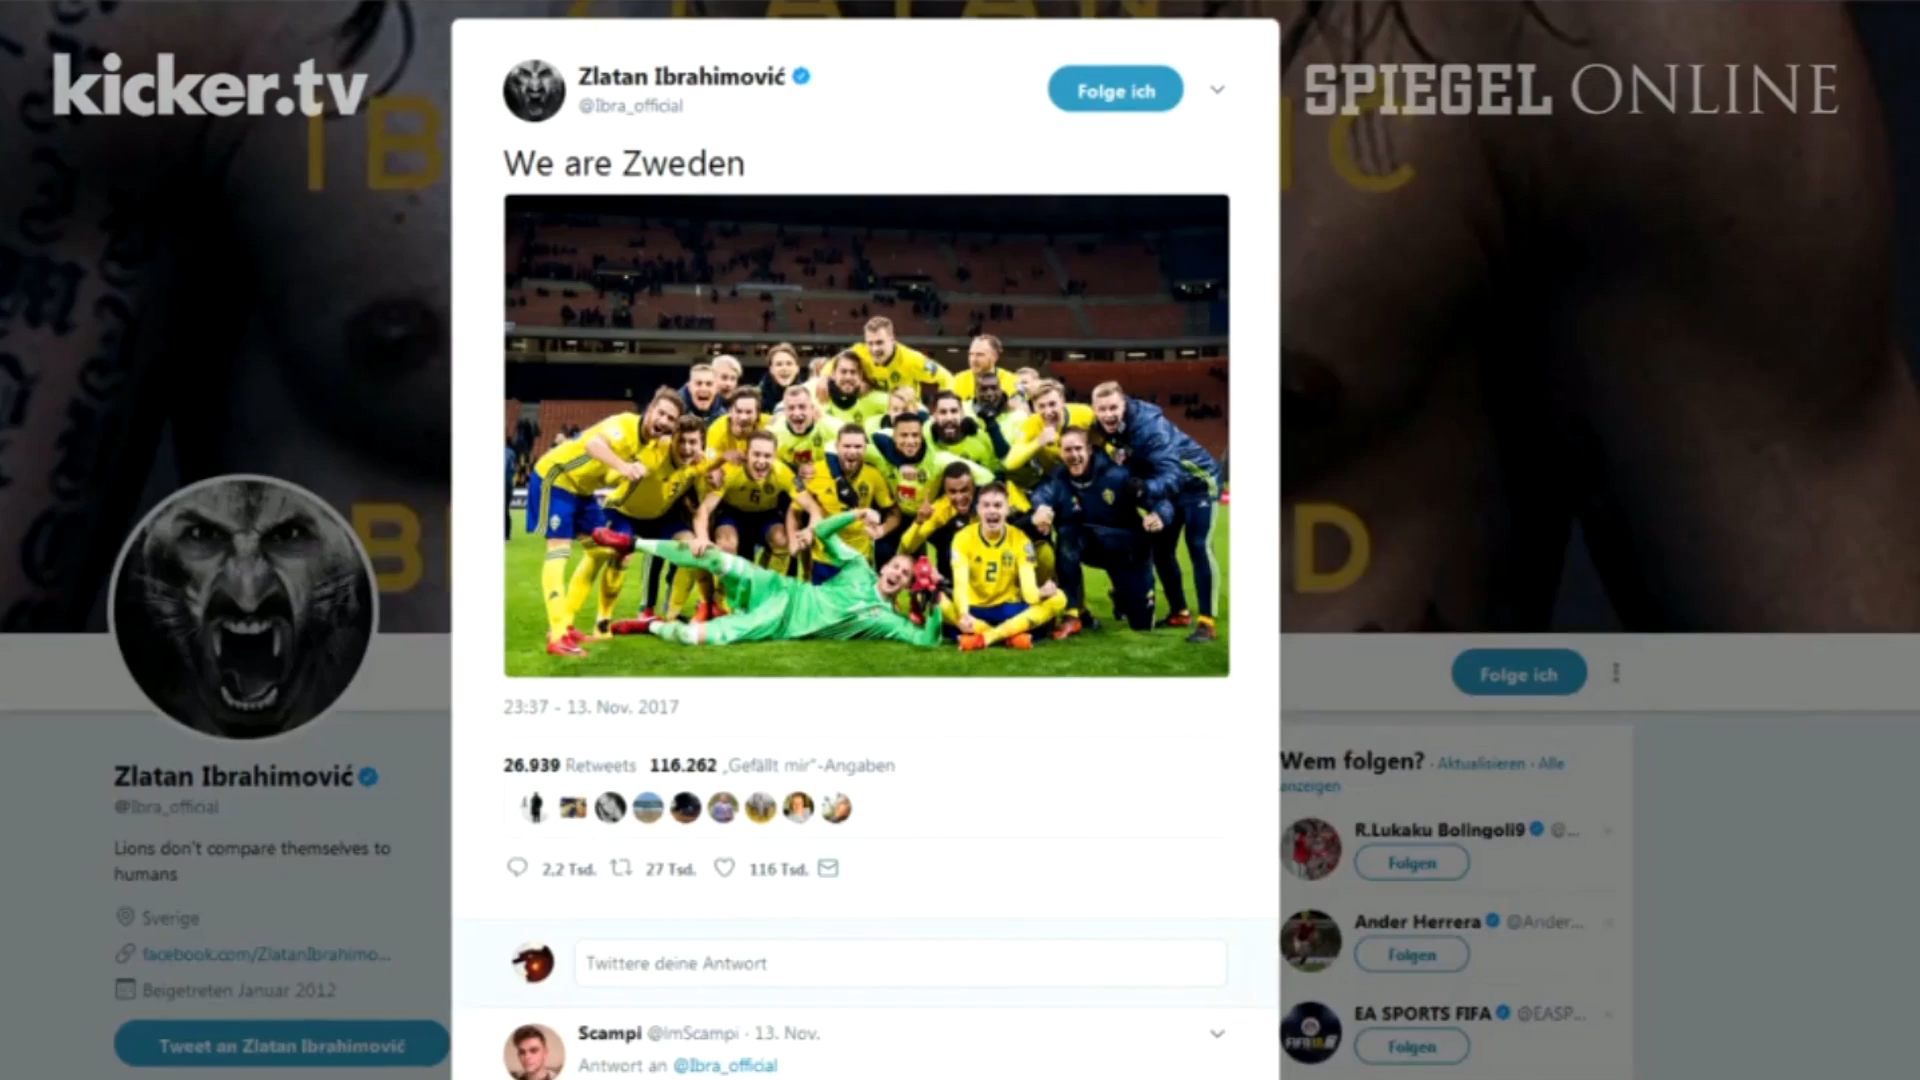 kicker.tv
SPIEGEL ONLINE
Zlatan Ibrahimović
@Ibra_official
Folge ich
We are Zweden
23:37 - 13. Nov. 2017
26.939 Retweets 116.262 „Gefällt mir“-Angaben
2,2 Tsd. 27 Tsd. 116 Tsd.
Twittere deine Antwort
Scampi @ImScampi · 13. Nov.
Antwort an @Ibra_official
Zlatan Ibrahimović
@Ibra_official
Lions don't compare themselves to
humans
Sverige
facebook.com/ZlatanIbrahimo...
Beigetreten Januar 2012
Tweet an Zlatan Ibrahimović
Folge ich
Wem folgen? · Aktualisieren · Alle
anzeigen
R.Lukaku Bolingoli9 @...
Folgen
Ander Herrera @Ander...
Folgen
EA SPORTS FIFA @EASP...
Folgen